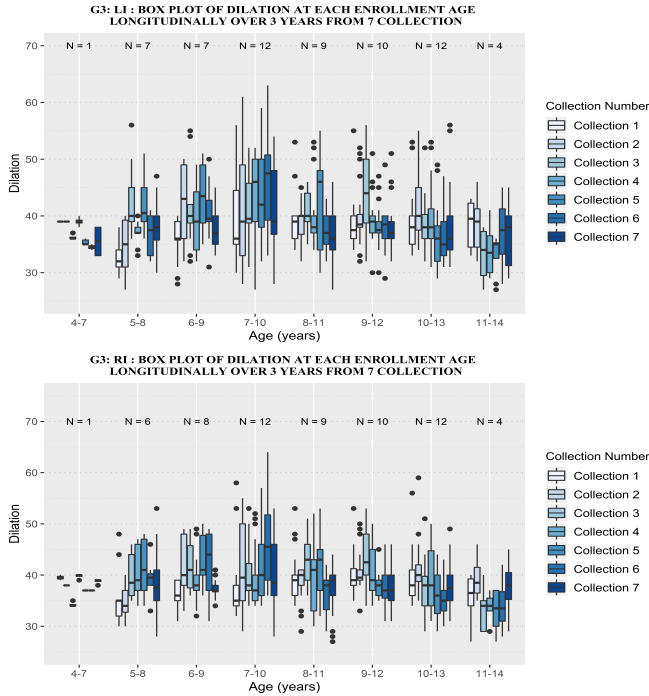 G3: LI : BOX PLOT OF DILATION AT EACH ENROLLMENT AGE
LONGITUDINALLY OVER 3 YEARS FROM 7 COLLECTION
70
60
50
40
30
Dilation
N = 1 N = 7 N = 7 N = 12 N = 9 N = 10 N = 12 N = 4
4-7 5-8 6-9 7-10 8-11 9-12 10-13 11-14
Age (years)
Collection Number
Collection 1
Collection 2
Collection 3
Collection 4
Collection 5
Collection 6
Collection 7
G3: RI : BOX PLOT OF DILATION AT EACH ENROLLMENT AGE
LONGITUDINALLY OVER 3 YEARS FROM 7 COLLECTION
70
60
50
40
30
Dilation
N = 1 N = 6 N = 8 N = 12 N = 9 N = 10 N = 12 N = 4
4-7 5-8 6-9 7-10 8-11 9-12 10-13 11-14
Age (years)
Collection Number
Collection 1
Collection 2
Collection 3
Collection 4
Collection 5
Collection 6
Collection 7